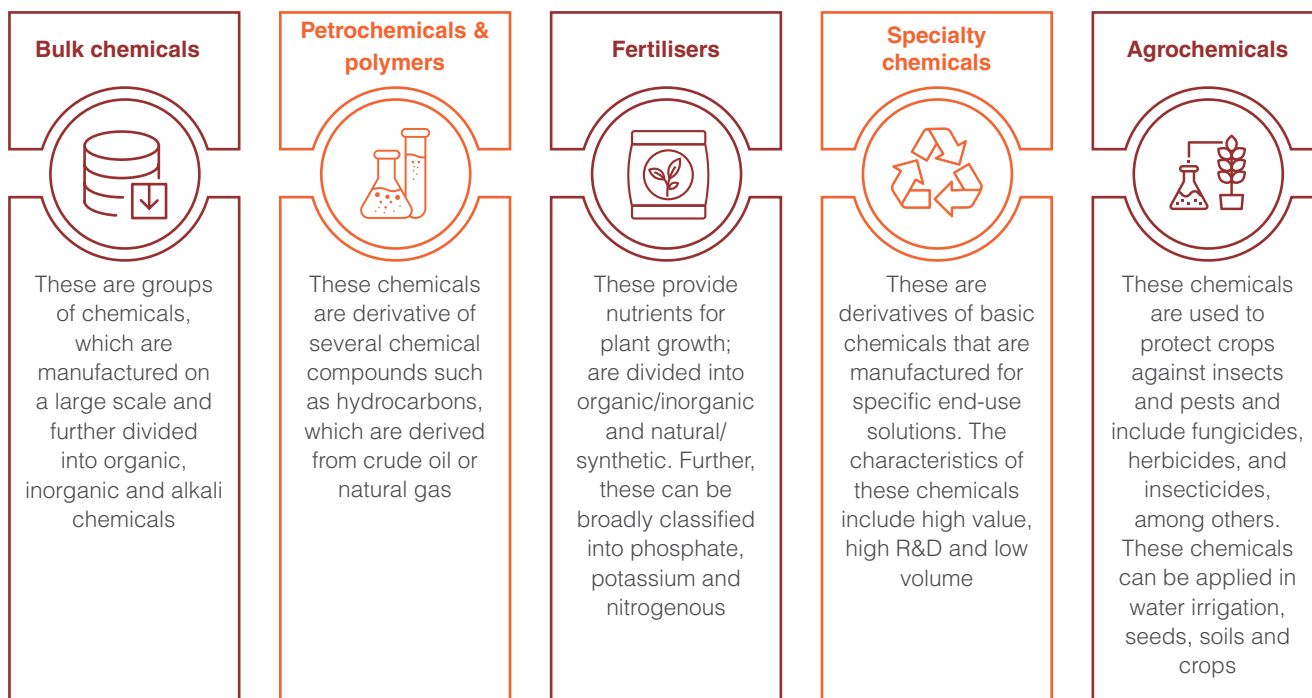 Bulk chemicals
These are groups
of chemicals,
which are
manufactured on
a large scale and
further divided
into organic,
inorganic and alkali
chemicals
Petrochemicals &
polymers
These chemicals
are derivative of
several chemical
compounds such
as hydrocarbons,
which are derived
from crude oil or
natural gas
Fertilisers
These provide
nutrients for
plant growth;
are divided into
organic/inorganic
and natural/
synthetic. Further,
these can be
broadly classified
into phosphate,
potassium and
nitrogenous
Specialty
chemicals
These are
derivatives of basic
chemicals that are
manufactured for
specific end-use
solutions. The
characteristics of
these chemicals
include high value,
high R&D and low
volume
Agrochemicals
These chemicals
are used to
protect crops
against insects
and pests and
include fungicides,
herbicides, and
insecticides,
among others.
These chemicals
can be applied in
water irrigation,
seeds, soils and
crops